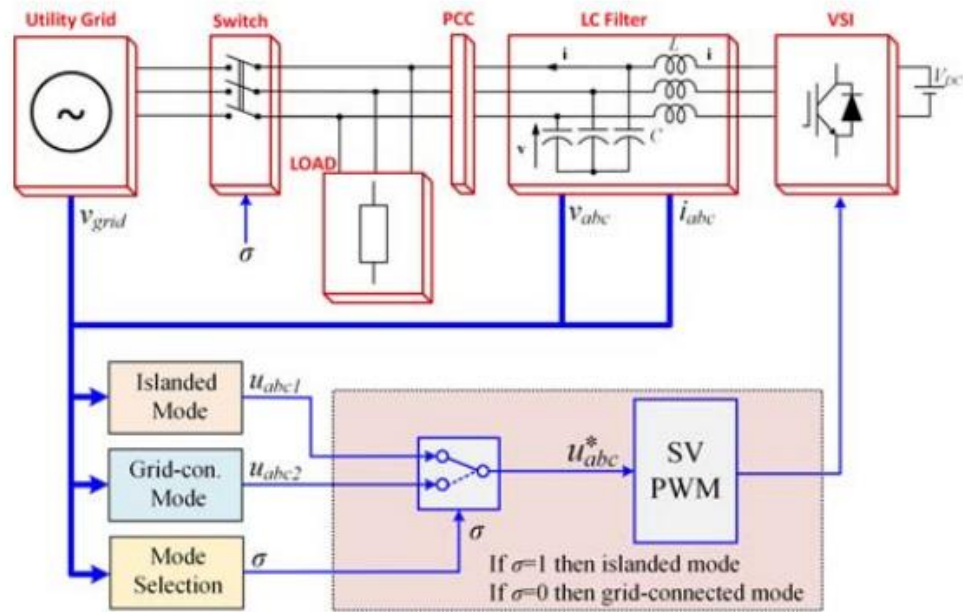 Utility Grid
Switch
PCC
LC Filter
VSI
L
i
i
V_DC
C
v
LOAD
~
v_grid
σ
v_abc
i_abc
Islanded
Mode
u_abc1
Grid-con.
Mode
u_abc2
Mode
Selection
σ
σ
u*_abc
SV
PWM
If σ=1 then islanded mode
If σ=0 then grid-connected mode